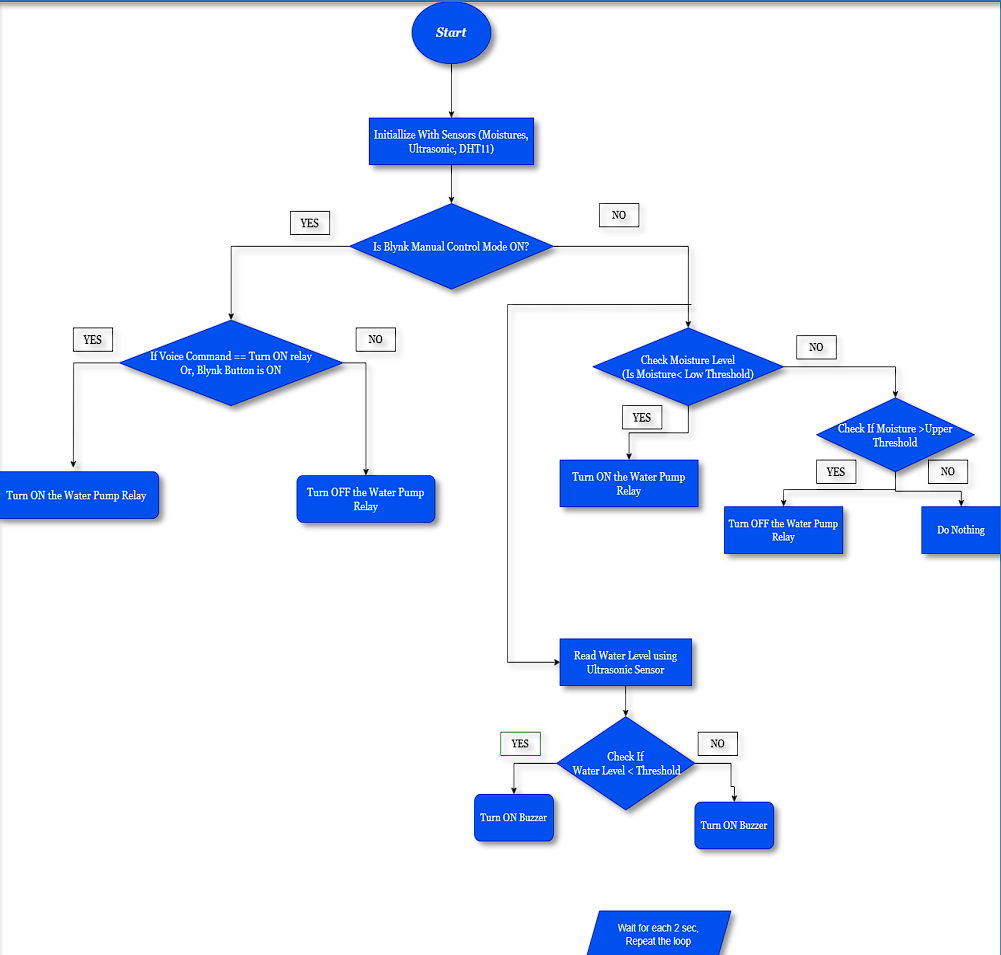 Start
Initiallize With Sensors (Moistures,
Ultrasonic, DHT11)
YES
NO
Is Blynk Manual Control Mode ON?
YES
NO
If Voice Command == Turn ON relay
Or, Blynk Button is ON
NO
Check Moisture Level
(Is Moisture< Low Threshold)
YES
Check If Moisture >Upper
Threshold
YES
NO
Turn ON the Water Pump Relay
Turn OFF the Water Pump
Relay
Turn ON the Water Pump
Relay
Turn OFF the Water Pump
Relay
Do Nothing
Read Water Level using
Ultrasonic Sensor
YES
NO
Check If
Water Level < Threshold
Turn ON Buzzer
Turn ON Buzzer
Wait for each 2 sec,
Repeat the loop